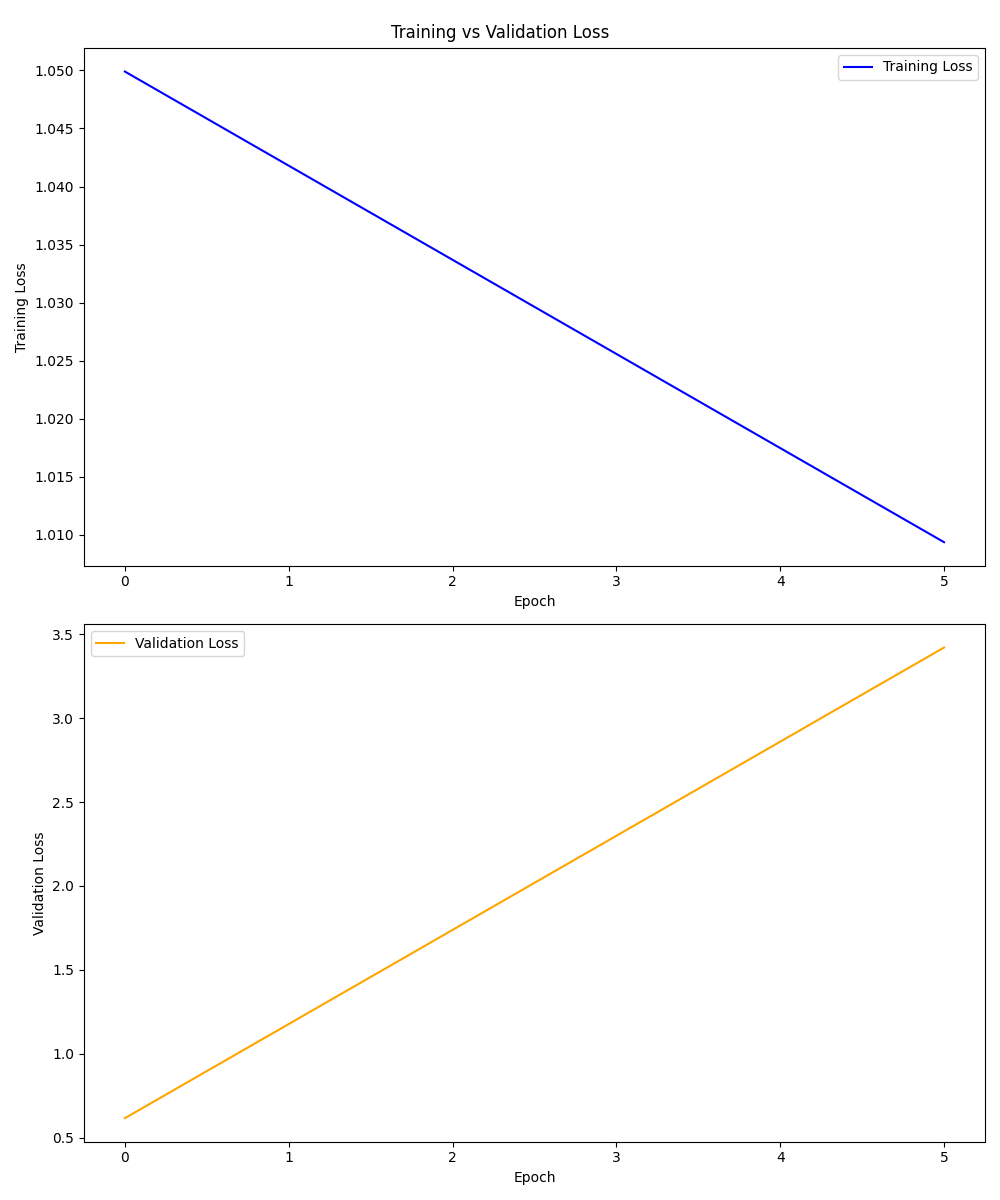 Training vs Validation Loss
Training Loss
1.050
1.045
1.040
1.035
1.030
1.025
1.020
1.015
1.010
Training Loss
0 1 2 3 4 5
Epoch
Validation Loss
3.5
3.0
2.5
2.0
1.5
1.0
0.5
Validation Loss
0 1 2 3 4 5
Epoch